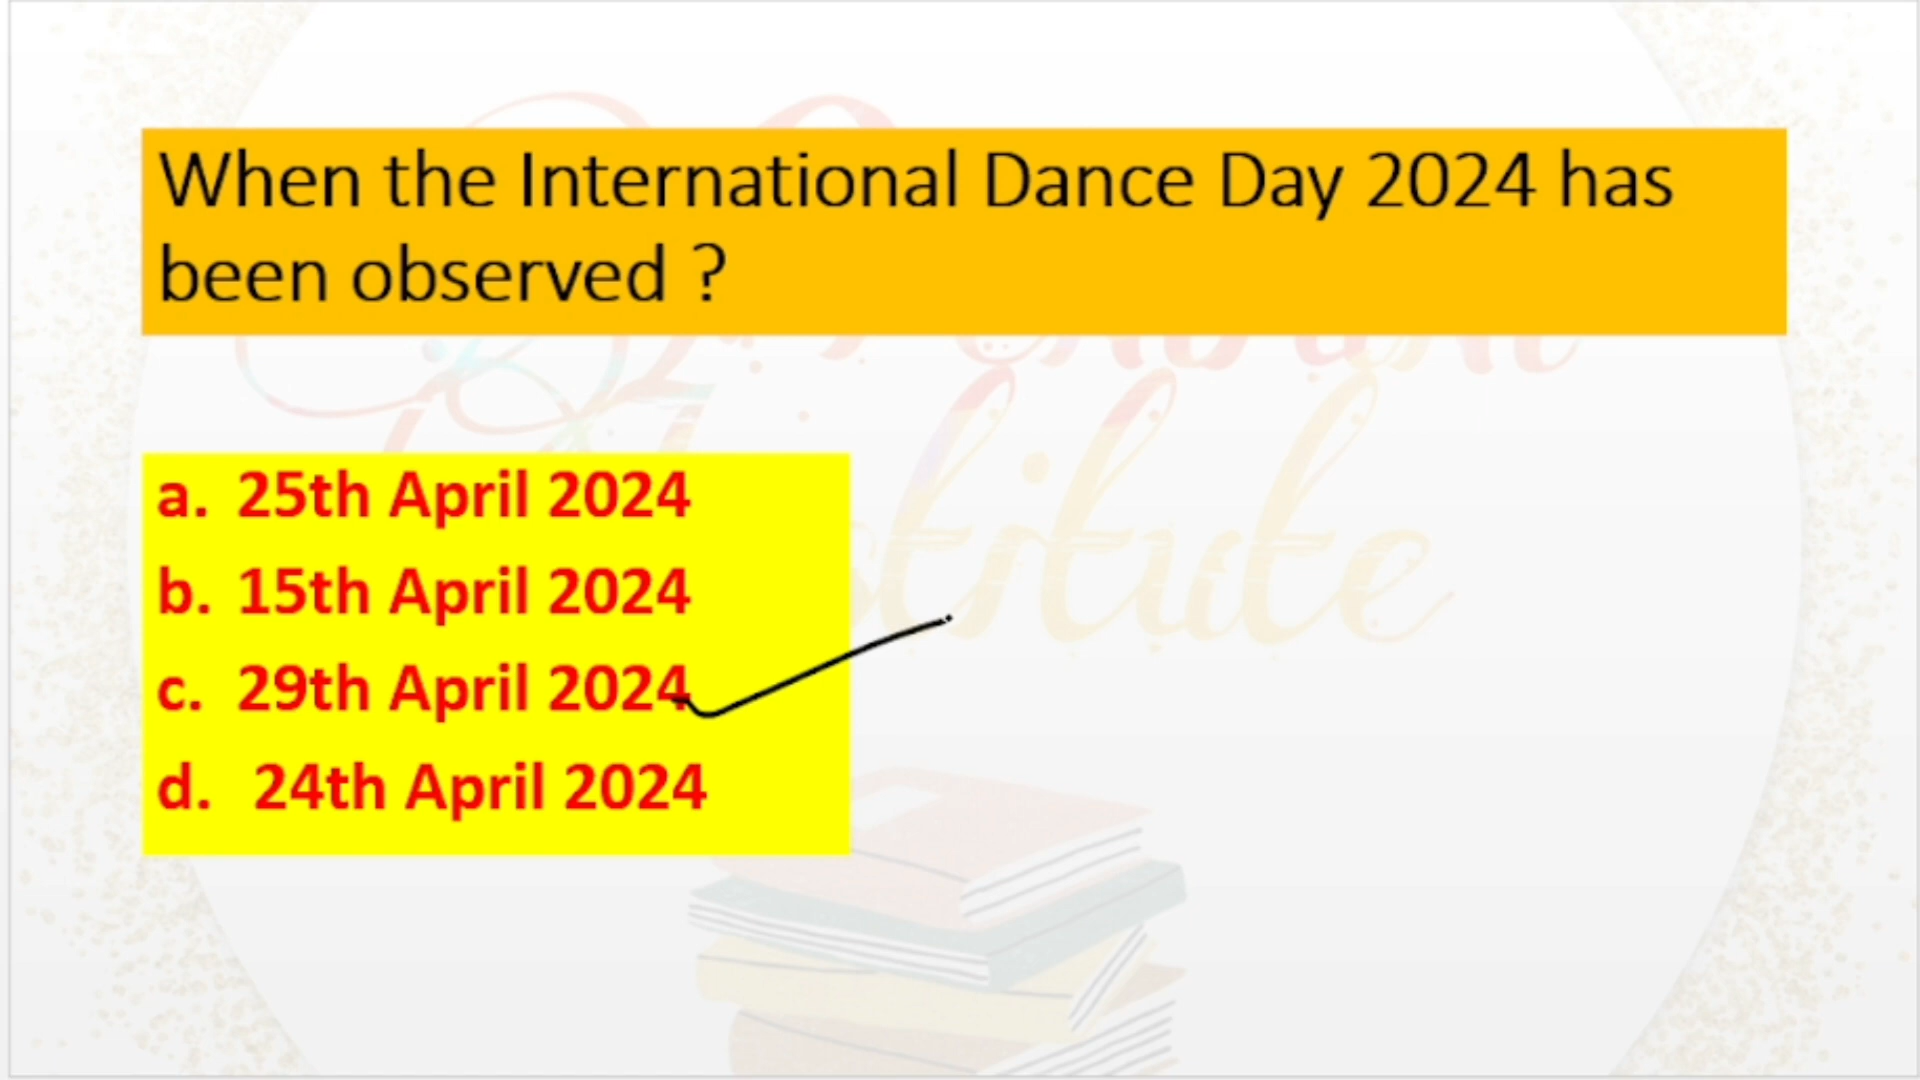 When the International Dance Day 2024 has
been observed ?
a. 25th April 2024
b. 15th April 2024
c. 29th April 2024
d. 24th April 2024